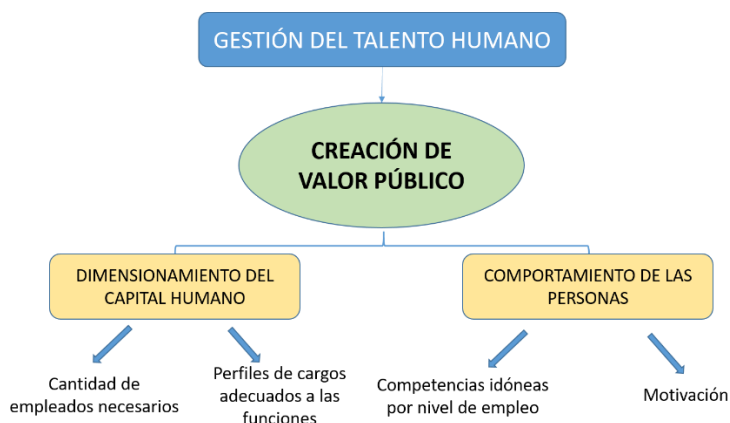 GESTIÓN DEL TALENTO HUMANO
CREACIÓN DE
VALOR PÚBLICO
DIMENSIONAMIENTO DEL
CAPITAL HUMANO
COMPORTAMIENTO DE LAS
PERSONAS
Cantidad de
empleados necesarios
Perfiles de cargos
adecuados a las
funciones
Competencias idóneas
por nivel de empleo
Motivación